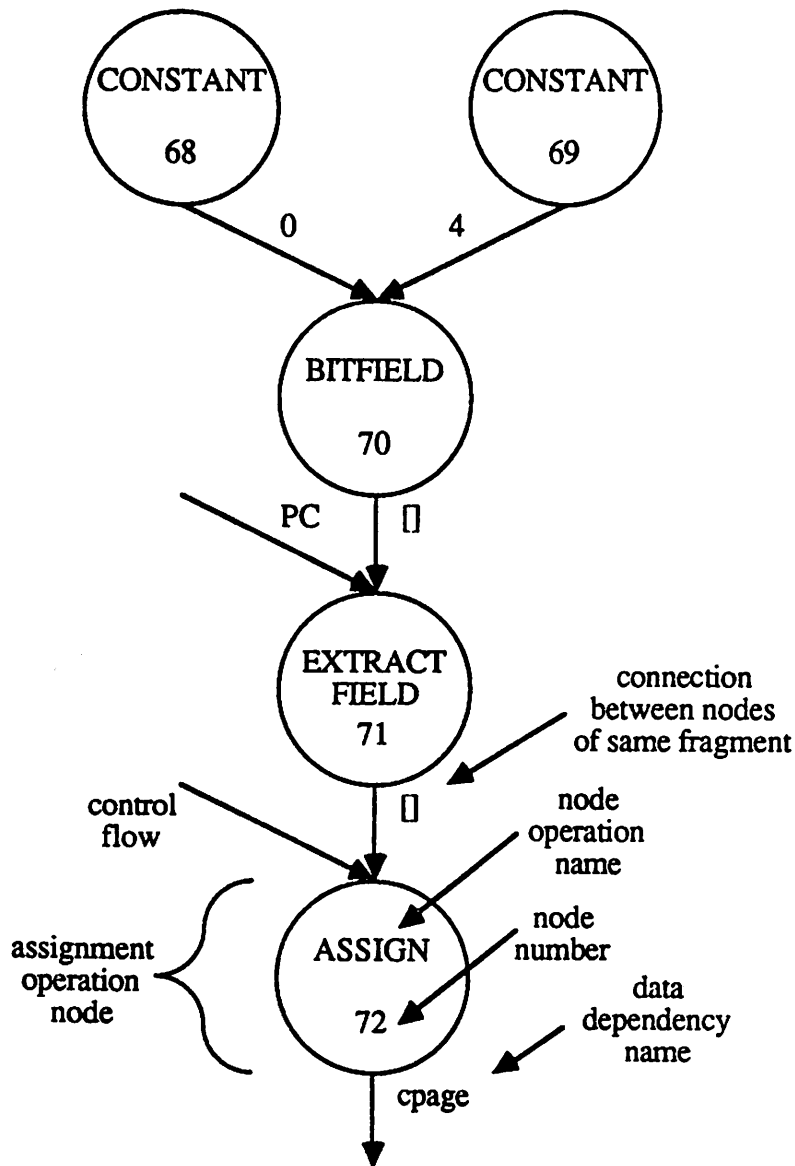 CONSTANT
68
CONSTANT
69
0
4
BITFIELD
70
PC
[]
EXTRACT
FIELD
71
connection
between nodes
of same fragment
control
flow
[]
node
operation
name
assignment
operation
node
ASSIGN
72
node
number
data
dependency
name
cpage